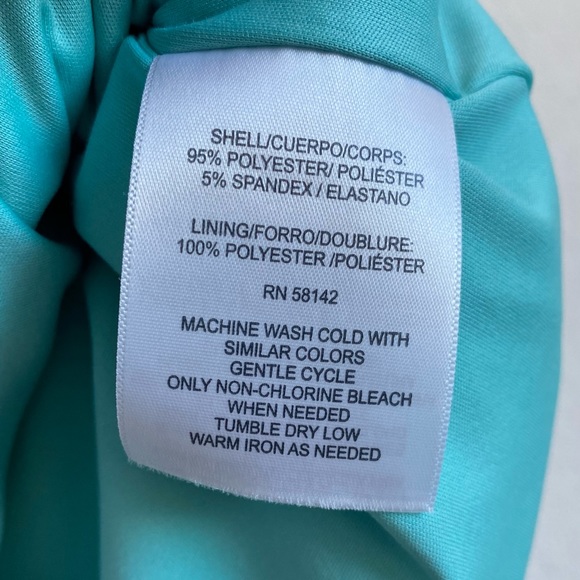 SHELL/CUERPO/CORPS:
95% POLYESTER/ POLIÉSTER
5% SPANDEX / ELASTANO
LINING/FORRO/DOUBLURE:
100% POLYESTER /POLIÉSTER
RN 58142
MACHINE WASH COLD WITH
SIMILAR COLORS
GENTLE CYCLE
ONLY NON-CHLORINE BLEACH
WHEN NEEDED
TUMBLE DRY LOW
WARM IRON AS NEEDED